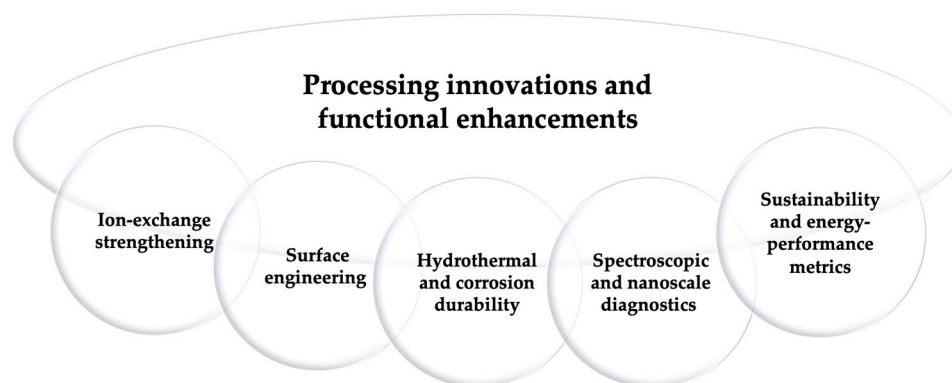 Processing innovations and
functional enhancements
Ion-exchange
strengthening
Surface
engineering
Hydrothermal
and corrosion
durability
Spectroscopic
and nanoscale
diagnostics
Sustainability
and energy-
performance
metrics